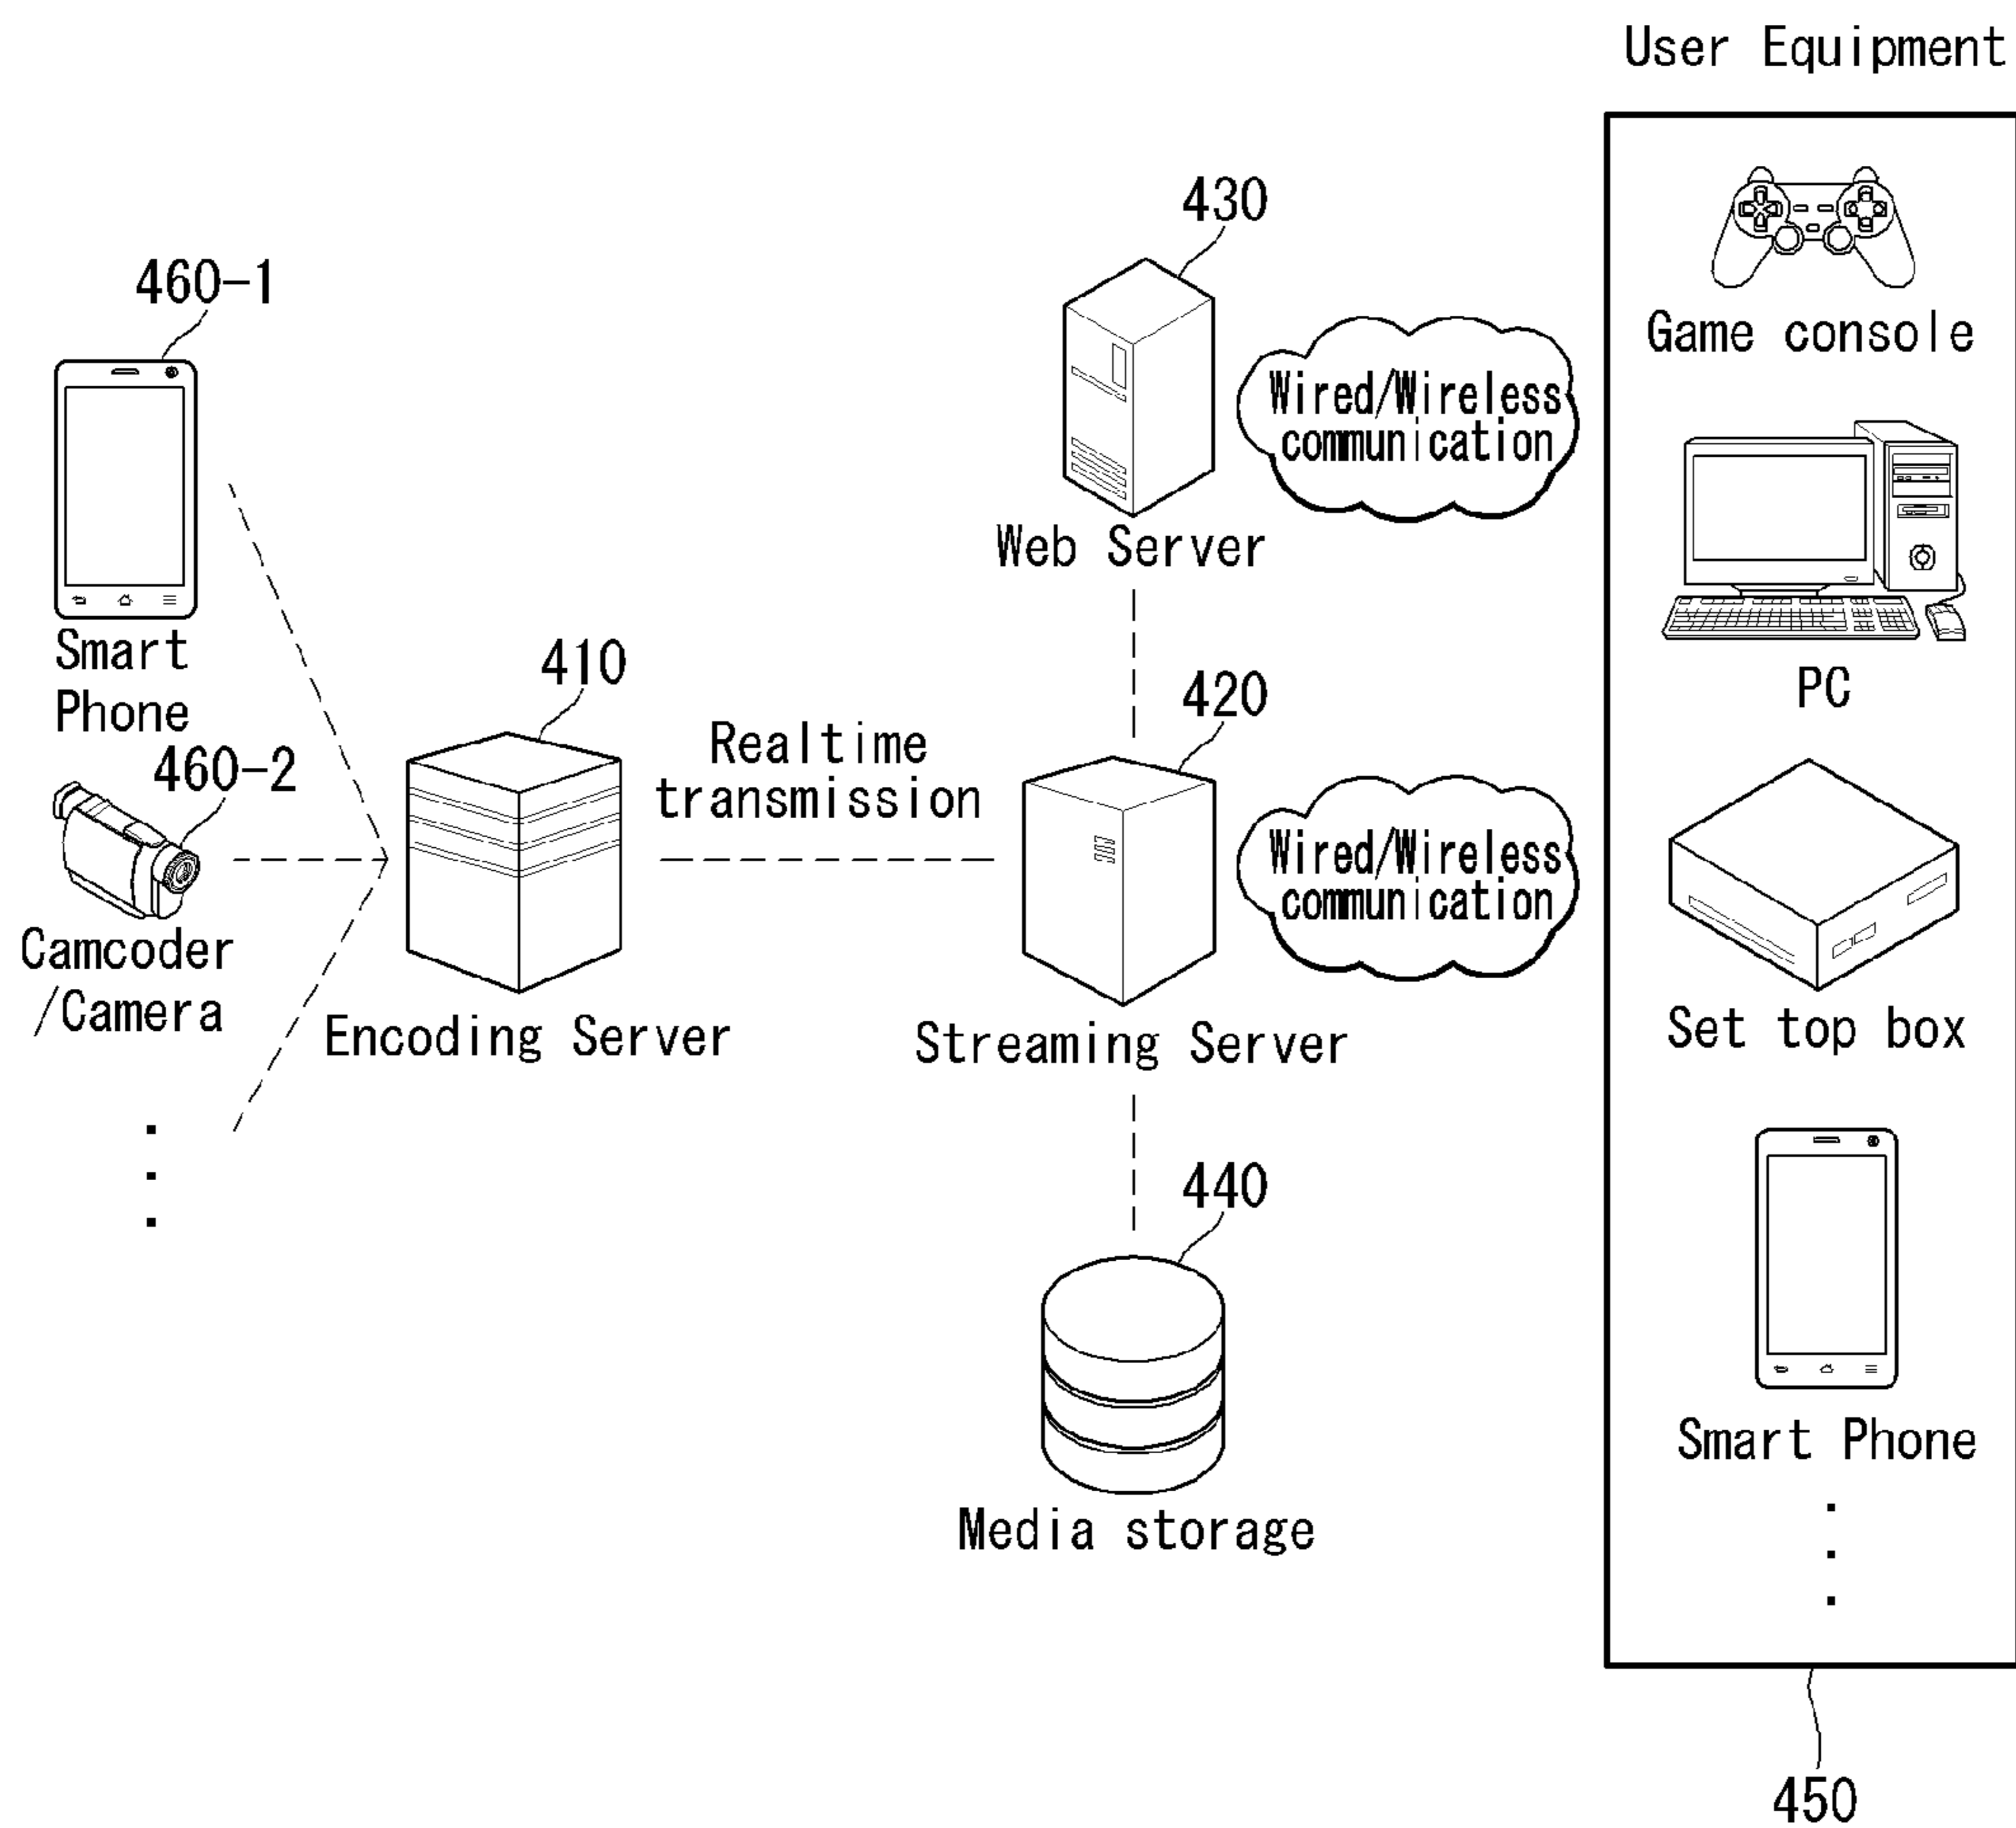 User Equipment
430
460-1
Game console
Wired/Wireless
communication
Web Server
Smart
Phone
410
420
PC
460-2
Realtime
transmission
Wired/Wireless
communication
Camcoder
/Camera
Encoding Server
Streaming Server
Set top box
440
Smart Phone
Media storage
450